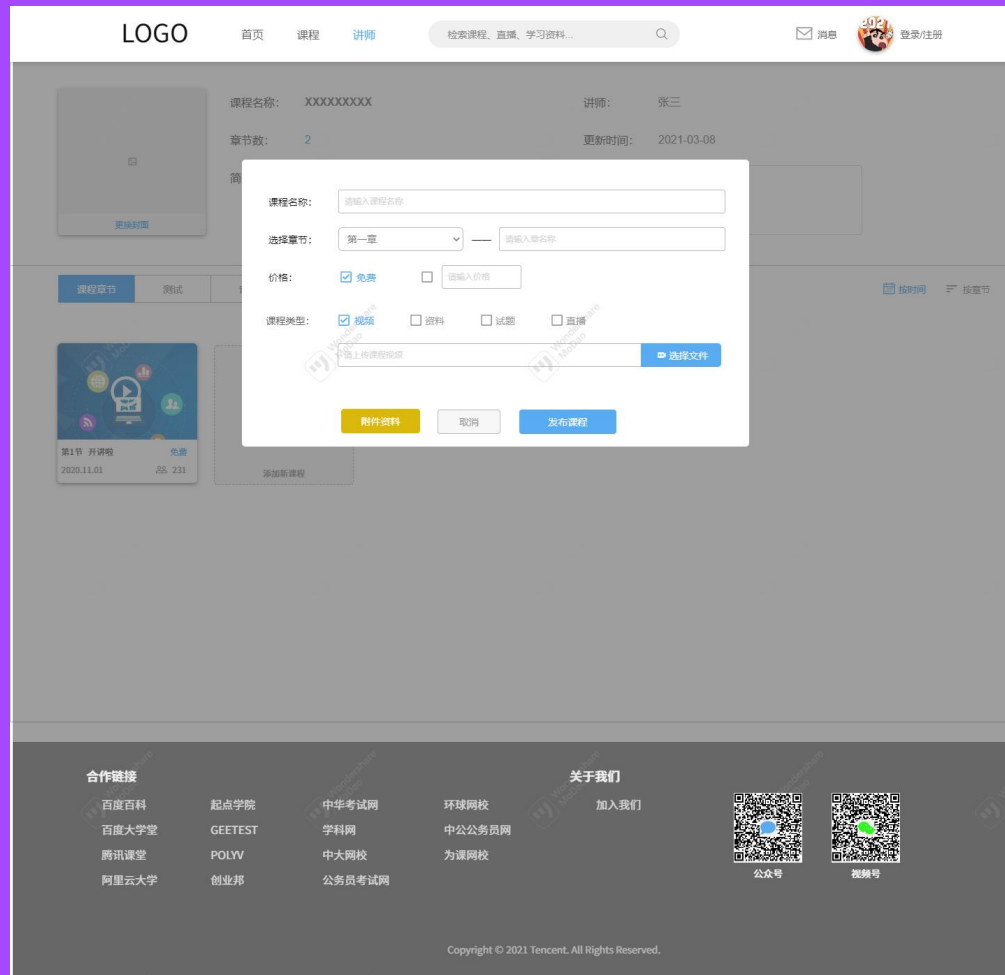 LOGO 首页 课程 讲师 检索课程、直播、学习资料... 消息 2021 登录/注册
课程名称: XXXXXXXXX 讲师: 张三
章节数: 2 更新时间: 2021-03-08
简
更换封面
课程名称: 请输入课程名称
选择章节: 第一章 —— 请输入章名称
价格: 免费 请输入价格
课程类型: 视频 资料 试题 直播
请上传课程视频 选择文件
附件资料 取消 发布课程
课程章节 测试 按时间 按章节
第1节 开讲啦 免费
2020.11.01 231
添加新课程
合作链接 关于我们
百度百科 起点学院 中华考试网 环球网校 加入我们
百度大学堂 GEETEST 学科网 中公公务员网
腾讯课堂 POLYV 中大网校 为课网校
阿里云大学 创业邦 公务员考试网
公众号 视频号
Copyright © 2021 Tencent. All Rights Reserved.
Wondershare
MoDao